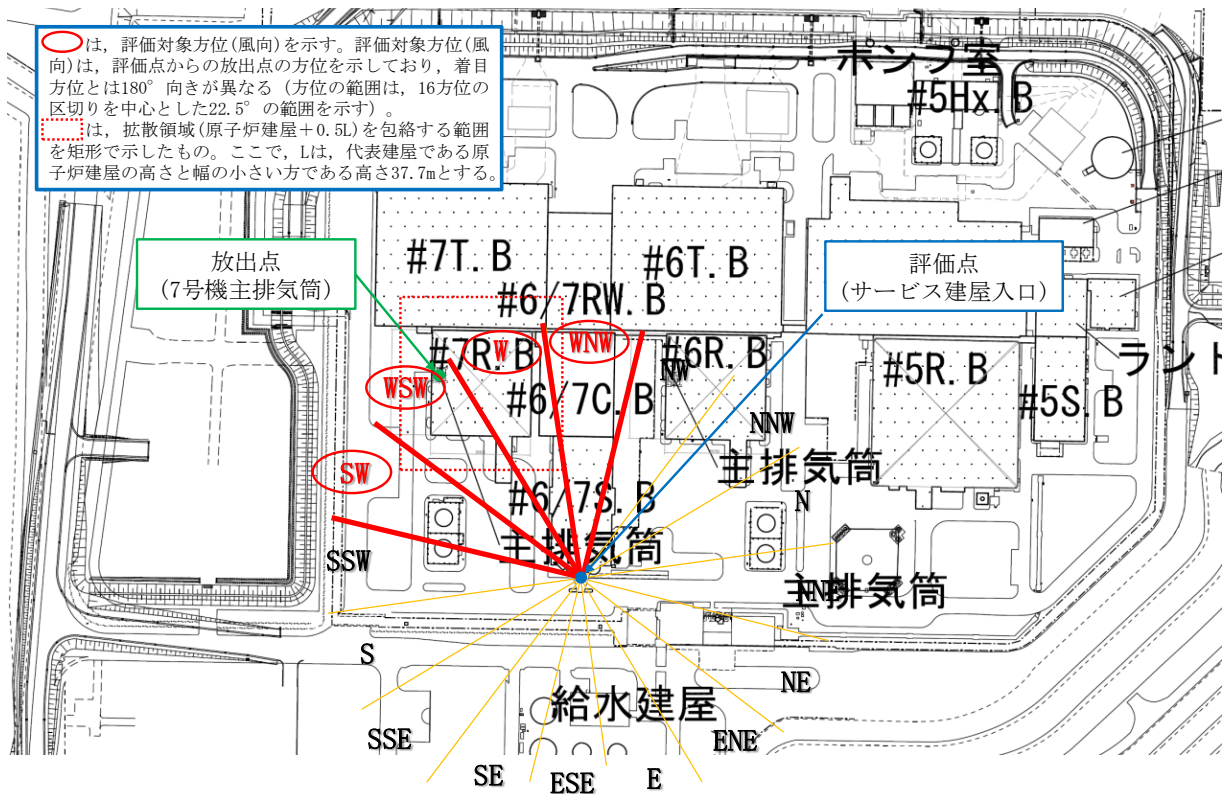 は，評価対象方位(風向)を示す。評価対象方位(風
向)は，評価点からの放出点の方位を示しており，着目
方位とは180°向きが異なる（方位の範囲は，16方位の
区切りを中心とした22.5°の範囲を示す）。
は，拡散領域(原子炉建屋＋0.5L)を包絡する範囲
を矩形で示したもの。ここで，Lは，代表建屋である原
子炉建屋の高さと幅の小さい方である高さ37.7mとする。
ポンプ室
#5Hx.B
放出点
(7号機主排気筒)
#7T.B
#6T.B
#6/7RW.B
評価点
(サービス建屋入口)
#7R.B
W
WNW
#6R.B
NW
WSW
#6/7C.B
#5R.B
ランド
#5S.B
NNW
主排気筒
SW
#6/7S.B
N
主排気筒
SSW
NNE
主排気筒
S
NE
給水建屋
SSE
ENE
SE
ESE
E